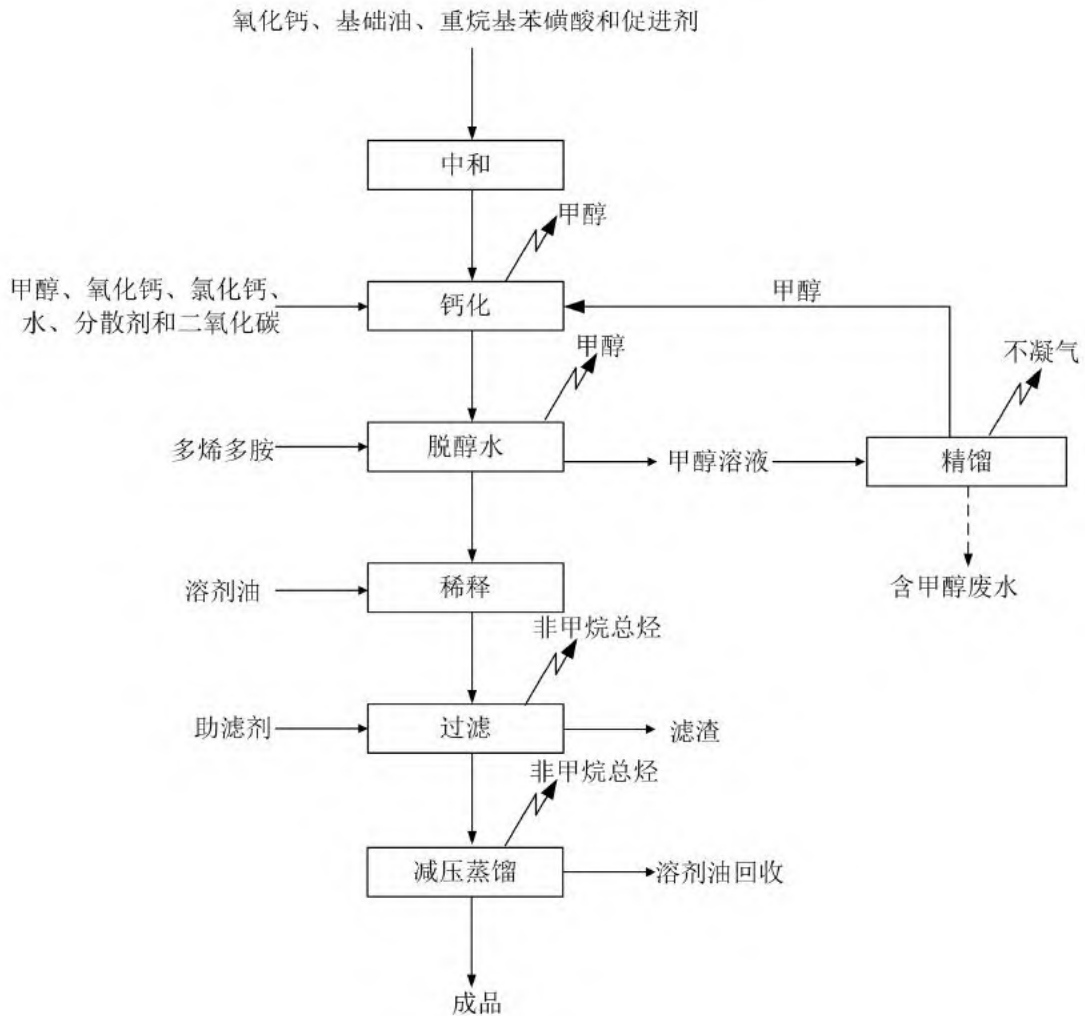 氧化钙、基础油、重烷基苯磺酸和促进剂
中和
甲醇
甲醇、氧化钙、氯化钙、
水、分散剂和二氧化碳
钙化
甲醇
甲醇
不凝气
多烯多胺
脱醇水
甲醇溶液
精馏
溶剂油
稀释
含甲醇废水
非甲烷总烃
助滤剂
过滤
滤渣
非甲烷总烃
减压蒸馏
溶剂油回收
成品